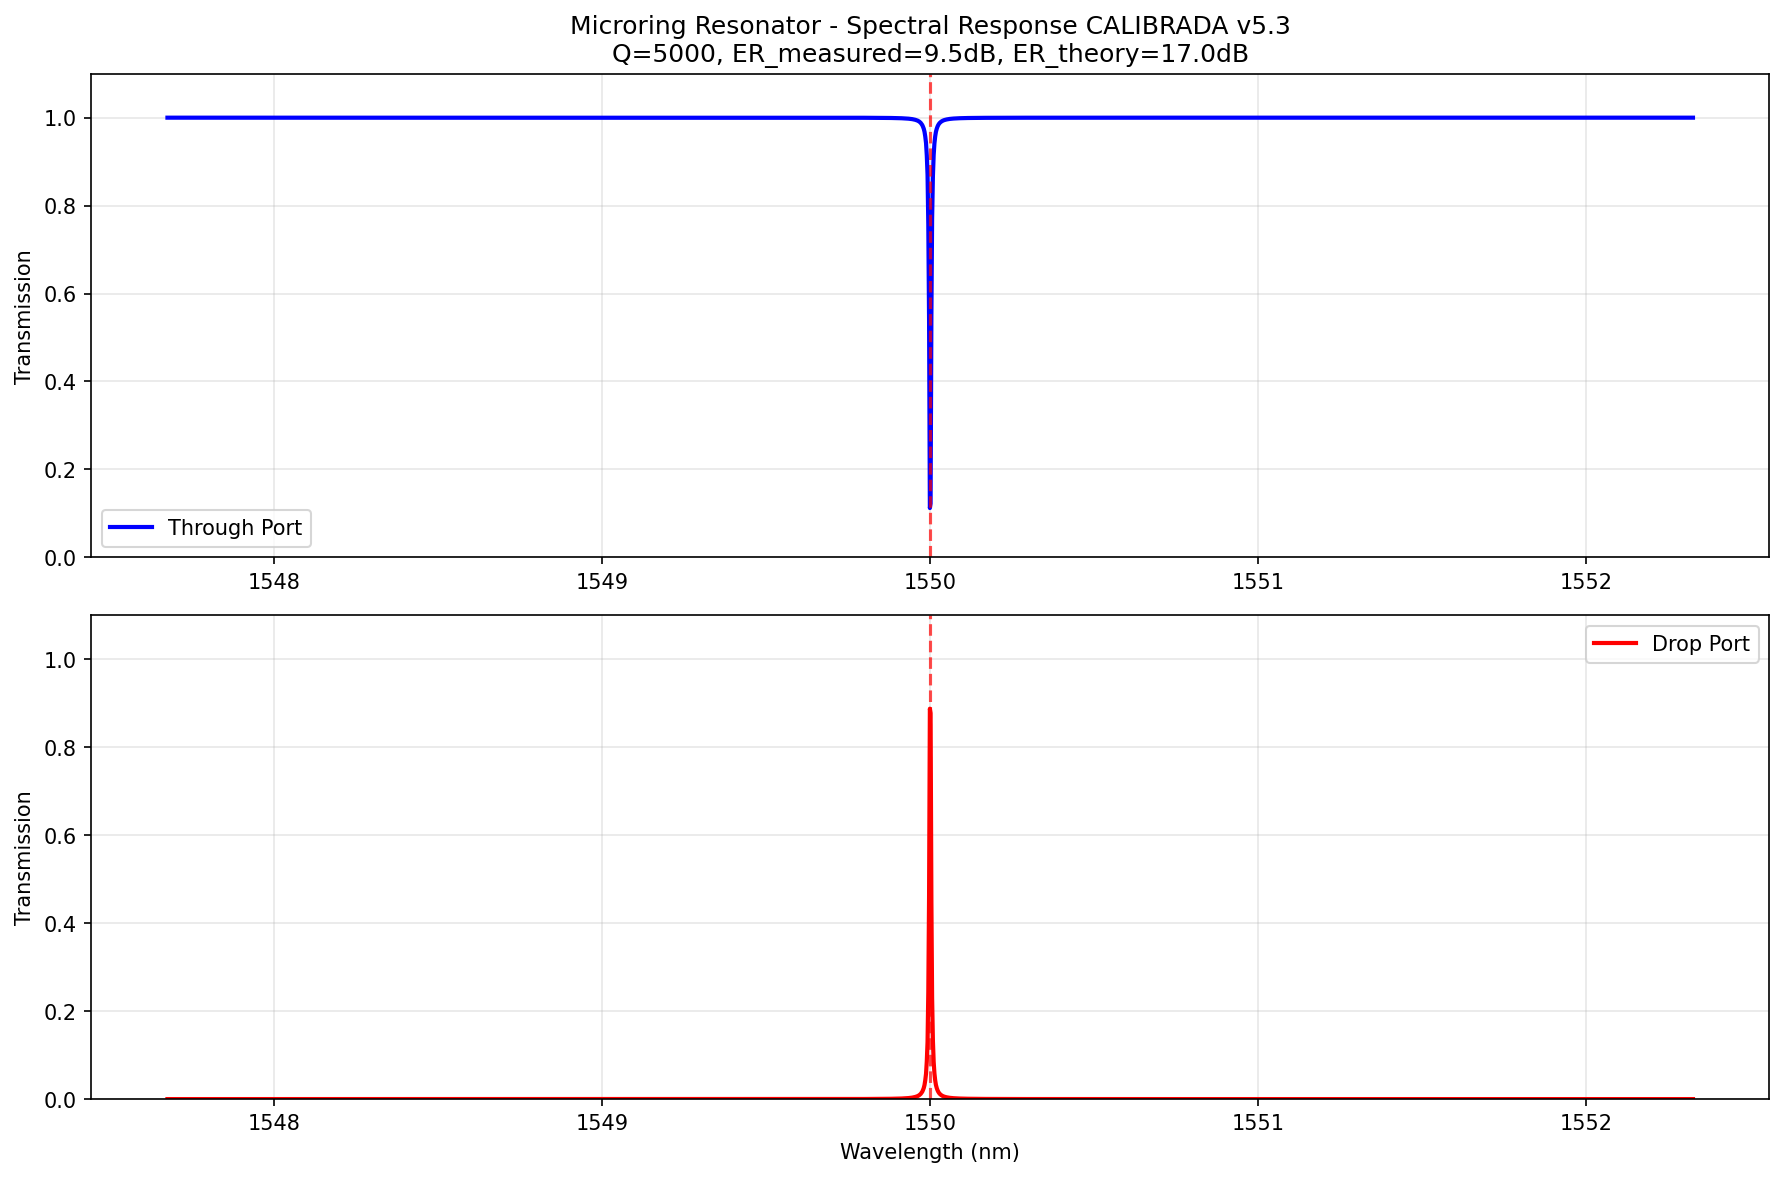 Microring Resonator - Spectral Response CALIBRADA v5.3
Q=5000, ER_measured=9.5dB, ER_theory=17.0dB
Transmission
1.0
0.8
0.6
0.4
0.2
0.0
Through Port
1548 1549 1550 1551 1552
Transmission
1.0
0.8
0.6
0.4
0.2
0.0
Drop Port
1548 1549 1550 1551 1552
Wavelength (nm)